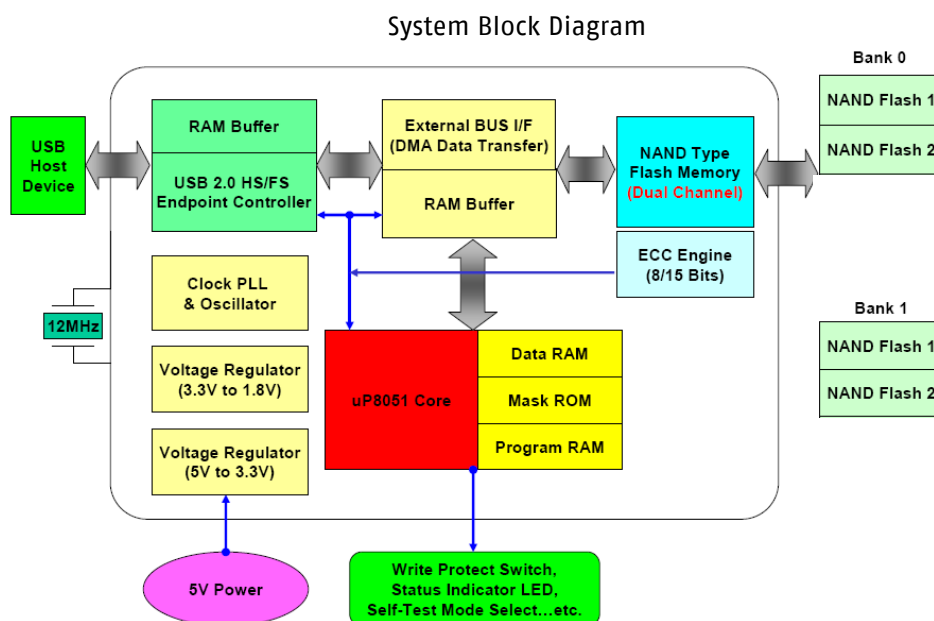 System Block Diagram
Bank 0
NAND Flash 1
NAND Flash 2
USB
Host
Device
RAM Buffer
USB 2.0 HS/FS
Endpoint Controller
External BUS I/F
(DMA Data Transfer)
RAM Buffer
NAND Type
Flash Memory
(Dual Channel)
ECC Engine
(8/15 Bits)
Clock PLL
& Oscillator
12MHz
Voltage Regulator
(3.3V to 1.8V)
Voltage Regulator
(5V to 3.3V)
uP8051 Core
Data RAM
Mask ROM
Program RAM
Bank 1
NAND Flash 1
NAND Flash 2
5V Power
Write Protect Switch,
Status Indicator LED,
Self-Test Mode Select...etc.